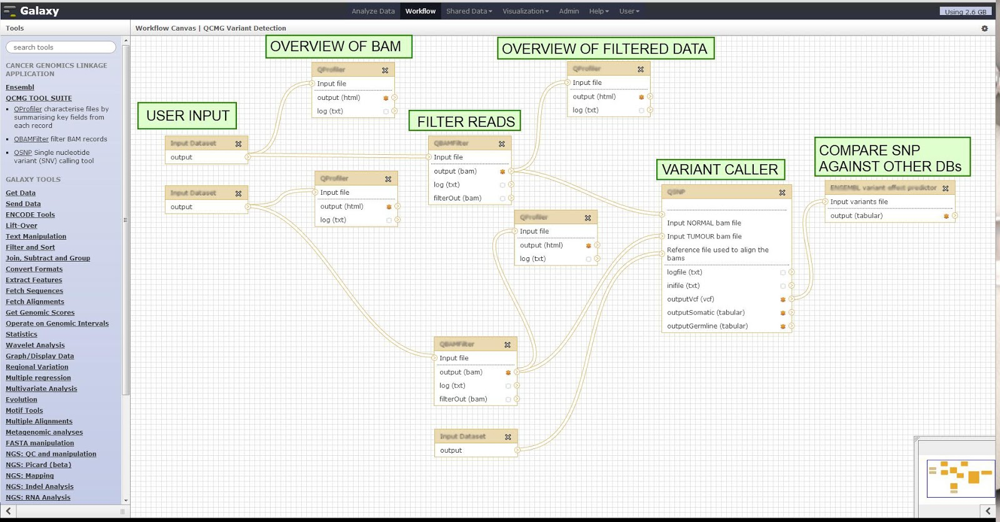 Galaxy
Analyze Data
Workflow
Shared Data
Visualization
Admin
Help
User
Using 2.6 GB
Tools
search tools
CANCER GENOMICS LINKAGE
APPLICATION
Ensembl
QCMG TOOL SUITE
QProfiler characterise files by
summarising key fields from
each record
QBAMFilter filter BAM records
QSNP Single nucleotide
variant (SNV) calling tool
GALAXY TOOLS
Get Data
Send Data
ENCODE Tools
Lift-Over
Text Manipulation
Filter and Sort
Join, Subtract and Group
Convert Formats
Extract Features
Fetch Sequences
Fetch Alignments
Get Genomic Scores
Operate on Genomic Intervals
Statistics
Wavelet Analysis
Graph/Display Data
Regional Variation
Multiple regression
Multivariate Analysis
Evolution
Motif Tools
Multiple Alignments
Metagenomic analyses
FASTA manipulation
NGS: QC and manipulation
NGS: Picard (beta)
NGS: Mapping
NGS: Indel Analysis
NGS: RNA Analysis
Workflow Canvas | QCMG Variant Detection
OVERVIEW OF BAM
QProfiler
Input file
output (html)
log (txt)
OVERVIEW OF FILTERED DATA
QProfiler
Input file
output (html)
log (txt)
USER INPUT
Input Dataset
output
Input Dataset
output
QProfiler
Input file
output (html)
log (txt)
FILTER READS
QBAMFilter
Input file
output (bam)
log (txt)
filterOut (bam)
QProfiler
Input file
output (html)
log (txt)
QBAMFilter
Input file
output (bam)
log (txt)
filterOut (bam)
Input Dataset
output
VARIANT CALLER
QSNP
Input NORMAL bam file
Input TUMOUR bam file
Reference file used to align the
bams
logfile (txt)
inifile (txt)
outputVcf (vcf)
outputSomatic (tabular)
outputGermline (tabular)
COMPARE SNP
AGAINST OTHER DBs
ENSEMBL variant effect predictor
Input variants file
output (tabular)